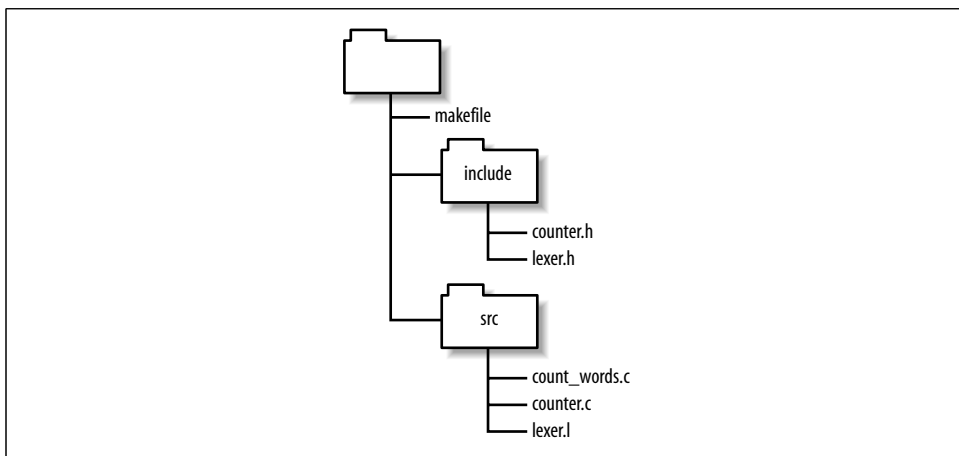 makefile
include
counter.h
lexer.h
src
count_words.c
counter.c
lexer.l